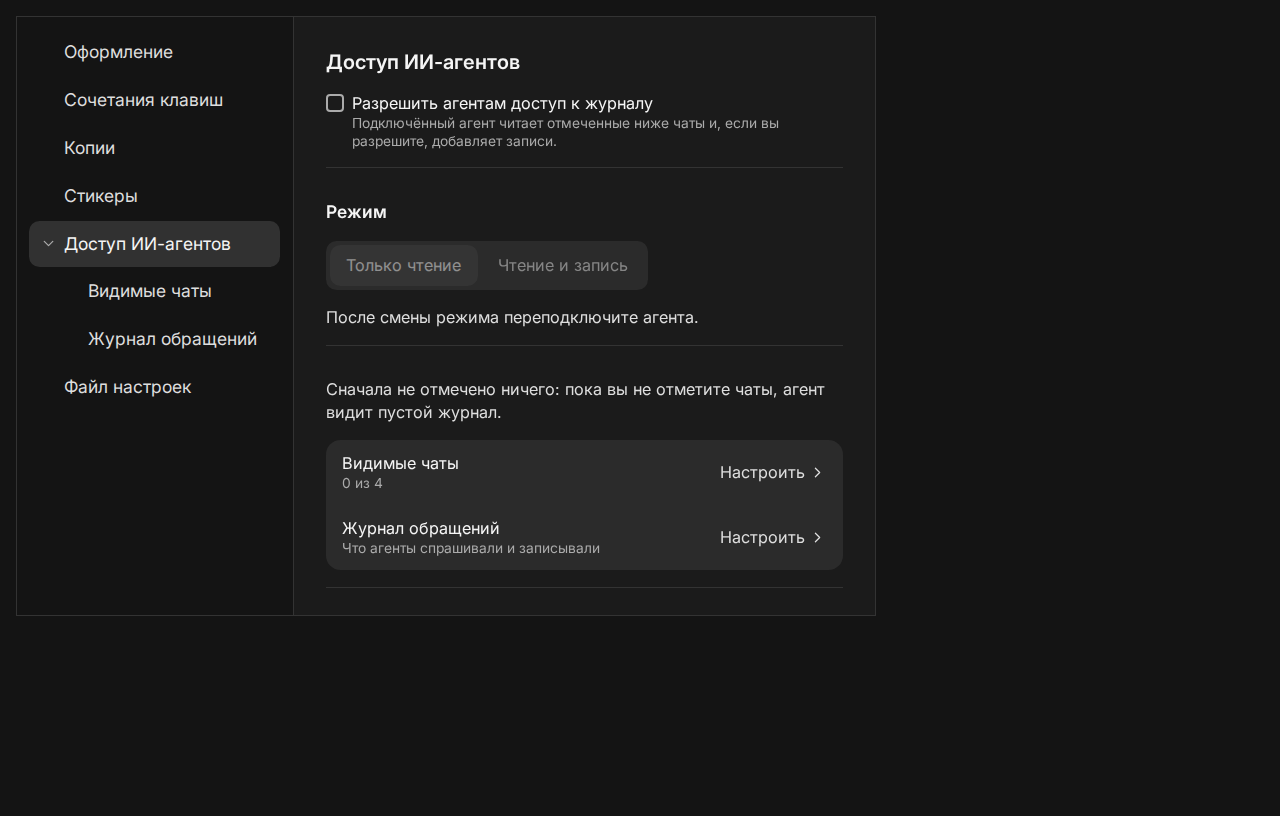 Оформление
Сочетания клавиш
Копии
Стикеры
Доступ ИИ-агентов
Видимые чаты
Журнал обращений
Файл настроек
Доступ ИИ-агентов
Разрешить агентам доступ к журналу
Подключённый агент читает отмеченные ниже чаты и, если вы
разрешите, добавляет записи.
Режим
Только чтение
Чтение и запись
После смены режима переподключите агента.
Сначала не отмечено ничего: пока вы не отметите чаты, агент
видит пустой журнал.
Видимые чаты
0 из 4
Настроить
Журнал обращений
Что агенты спрашивали и записывали
Настроить